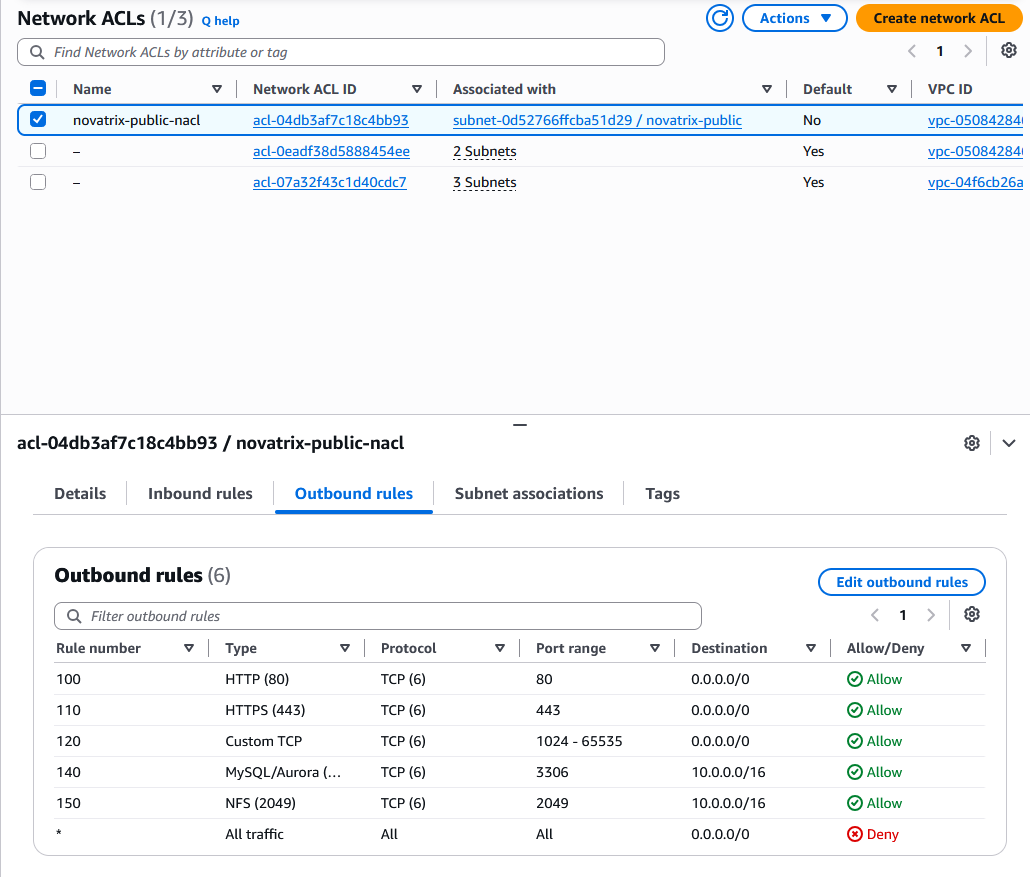 Network ACLs (1/3) Q help
Actions
Create network ACL
Find Network ACLs by attribute or tag
1
Name Network ACL ID Associated with Default VPC ID
novatrix-public-nacl acl-04db3af7c18c4bb93 subnet-0d52766ffcba51d29 / novatrix-public No vpc-050842846
– acl-0eadf38d5888454ee 2 Subnets Yes vpc-050842846
– acl-07a32f43c1d40cdc7 3 Subnets Yes vpc-04f6cb26a
acl-04db3af7c18c4bb93 / novatrix-public-nacl
Details Inbound rules Outbound rules Subnet associations Tags
Outbound rules (6)
Edit outbound rules
Filter outbound rules
1
Rule number Type Protocol Port range Destination Allow/Deny
100 HTTP (80) TCP (6) 80 0.0.0.0/0 Allow
110 HTTPS (443) TCP (6) 443 0.0.0.0/0 Allow
120 Custom TCP TCP (6) 1024 - 65535 0.0.0.0/0 Allow
140 MySQL/Aurora (... TCP (6) 3306 10.0.0.0/16 Allow
150 NFS (2049) TCP (6) 2049 10.0.0.0/16 Allow
* All traffic All All 0.0.0.0/0 Deny